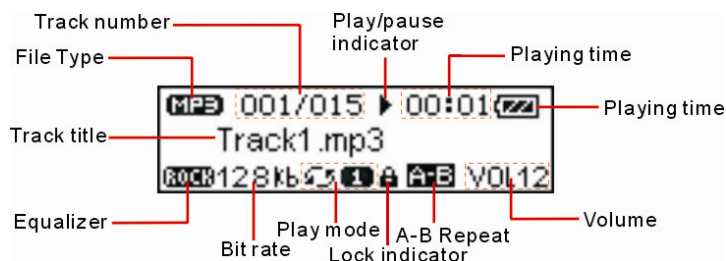 Track number
Play/pause
indicator
File Type
Playing time
MP3 001/015 00:01
Playing time
Track title
Track1.mp3
ROCK 128kb 1 A-B VOL12
Equalizer
Bit rate
Play mode
Lock indicator
A-B Repeat
Volume